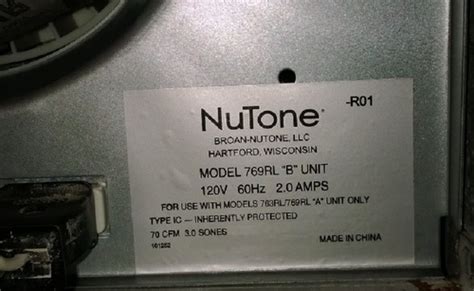 -R01
NuTone®
BROAN-NUTONE, LLC
HARTFORD, WISCONSIN
MODEL 769RL "B" UNIT
120V 60Hz 2.0 AMPS
FOR USE WITH MODELS 763RL/769RL "A" UNIT ONLY
TYPE IC — INHERENTLY PROTECTED
70 CFM 3.0 SONES
MADE IN CHINA